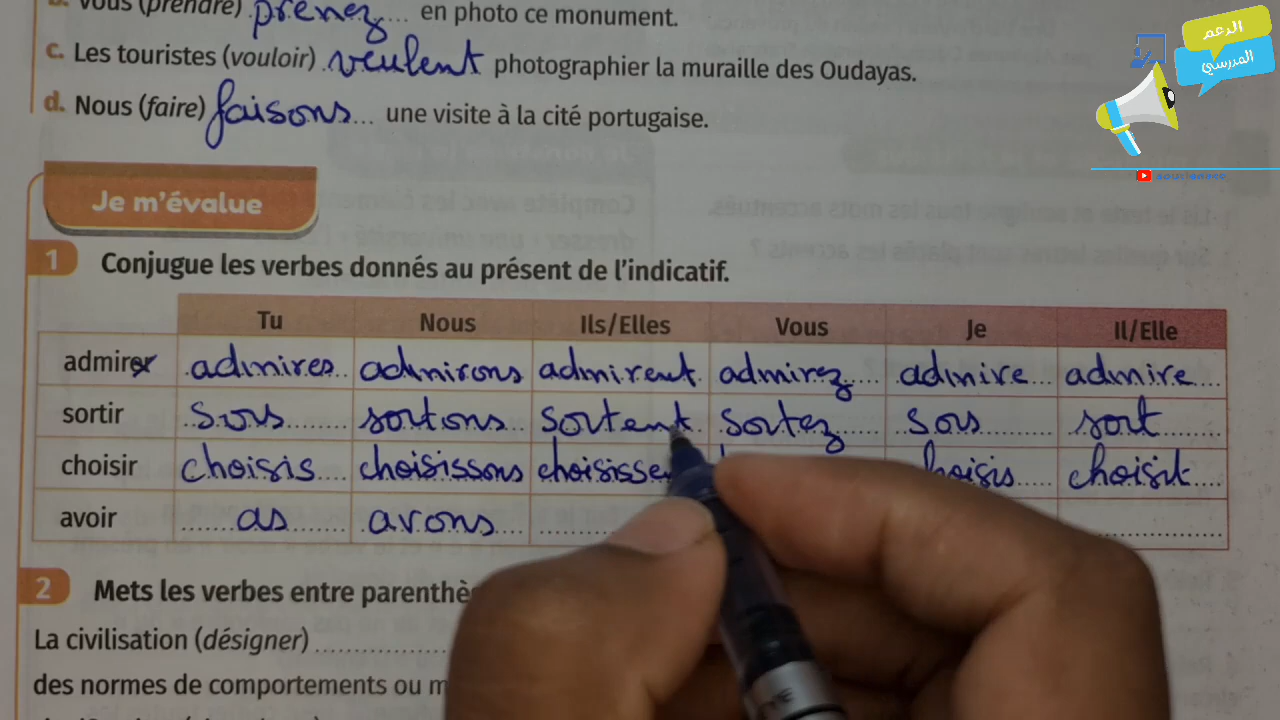 b. Vous (prendre) prenez en photo ce monument.
c. Les touristes (vouloir) veulent photographier la muraille des Oudayas.
d. Nous (faire) faisons une visite à la cité portugaise.
الدعم
المدرسي
Je m'évalue
1 Conjugue les verbes donnés au présent de l'indicatif.
Tu Nous Ils/Elles Vous Je Il/Elle
admirer admires admirons admirent admirez admire admire
sortir sors sortons sortent sortez sors sort
choisir choisis choisissons choisissen hoisis choisit
avoir as avons
2 Mets les verbes entre parenthè
La civilisation (désigner)
des normes de comportements ou m